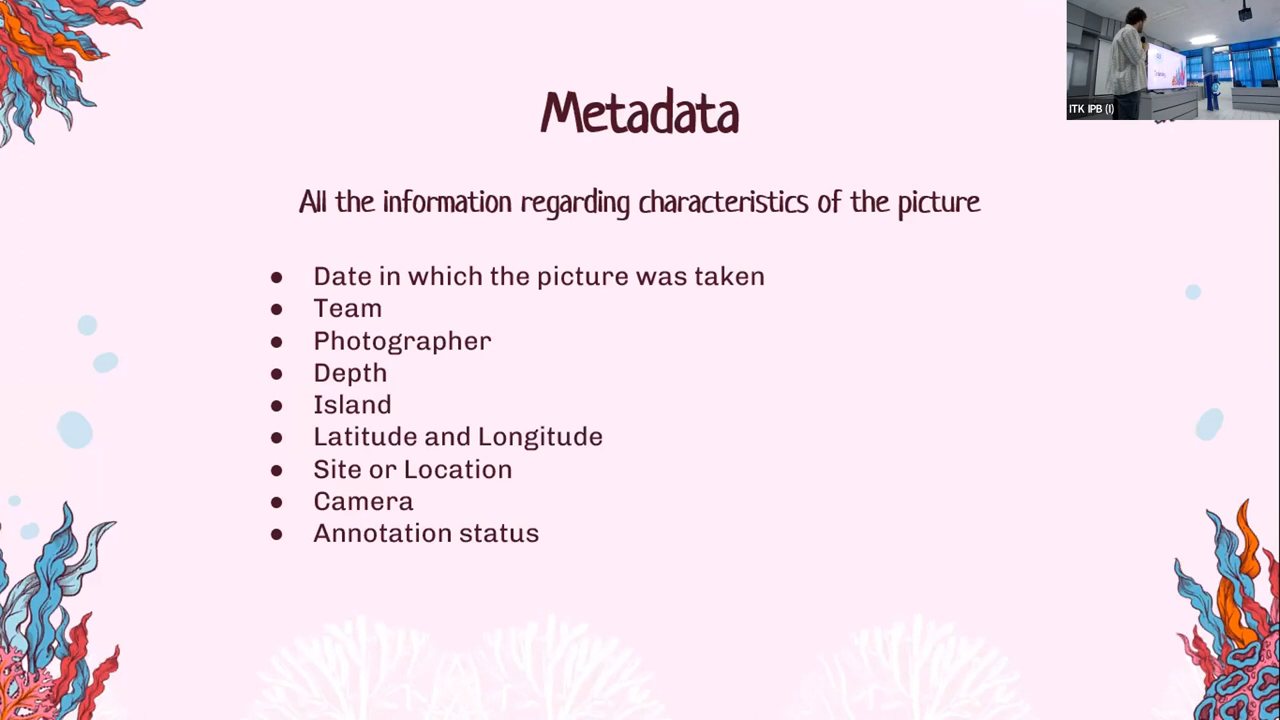 Metadata
All the information regarding characteristics of the picture
● Date in which the picture was taken
● Team
● Photographer
● Depth
● Island
● Latitude and Longitude
● Site or Location
● Camera
● Annotation status
ITK IPB (I)